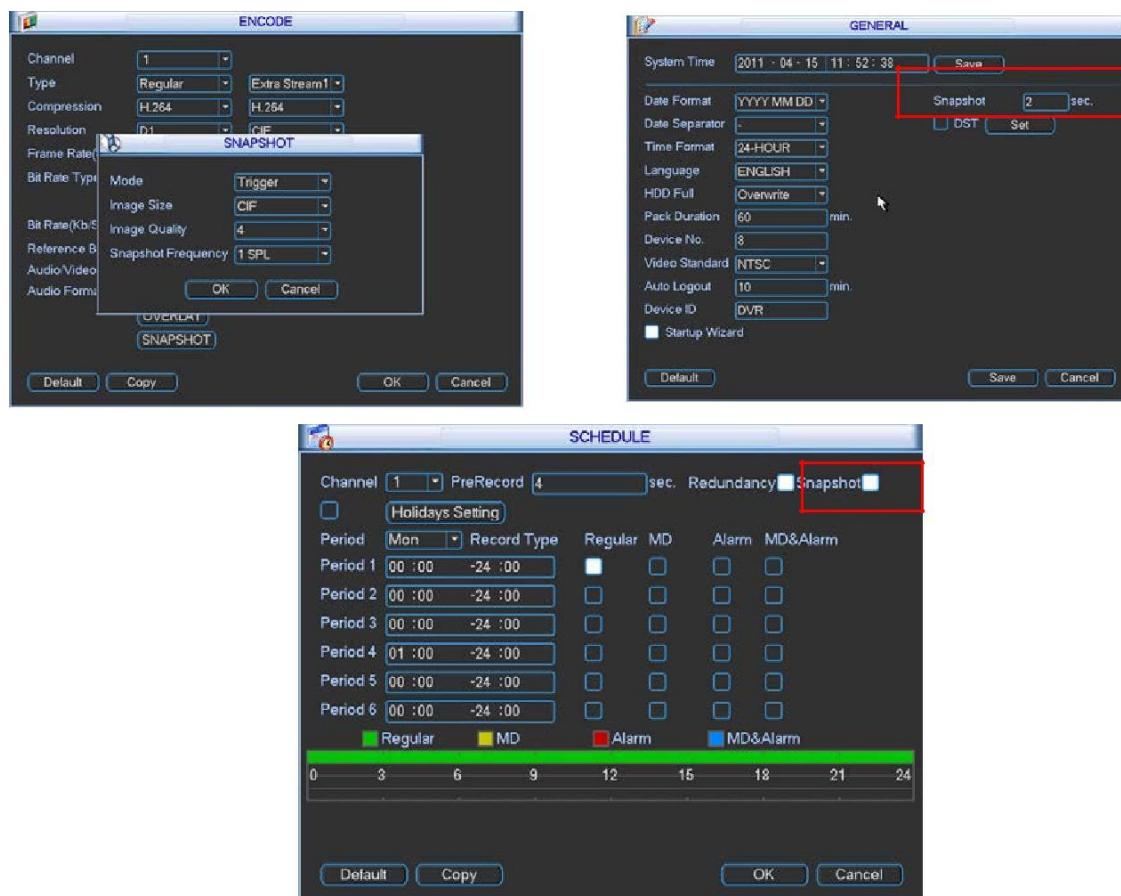 ENCODE
Channel 1
Type Regular Extra Stream1
Compression H.264 H.264
Resolution D1 CIF
Frame Rate(
Bit Rate Type
Bit Rate(Kb/S
Reference B
Audio/Video
Audio Forma
SNAPSHOT
Mode Trigger
Image Size CIF
Image Quality 4
Snapshot Frequency 1 SPL
OK Cancel
OVERLAY
SNAPSHOT
Default Copy OK Cancel
GENERAL
System Time 2011 - 04 - 15 11 : 52 : 38 Save
Date Format YYYY MM DD Snapshot 2 sec.
Date Separator - DST Set
Time Format 24-HOUR
Language ENGLISH
HDD Full Overwrite
Pack Duration 60 min.
Device No. 8
Video Standard NTSC
Auto Logout 10 min.
Device ID DVR
Startup Wizard
Default Save Cancel
SCHEDULE
Channel 1 PreRecord 4 sec. Redundancy Snapshot
Holidays Setting
Period Mon Record Type Regular MD Alarm MD&Alarm
Period 1 00 :00 -24 :00
Period 2 00 :00 -24 :00
Period 3 00 :00 -24 :00
Period 4 01 :00 -24 :00
Period 5 00 :00 -24 :00
Period 6 00 :00 -24 :00
Regular MD Alarm MD&Alarm
0 3 6 9 12 15 18 21 24
Default Copy OK Cancel